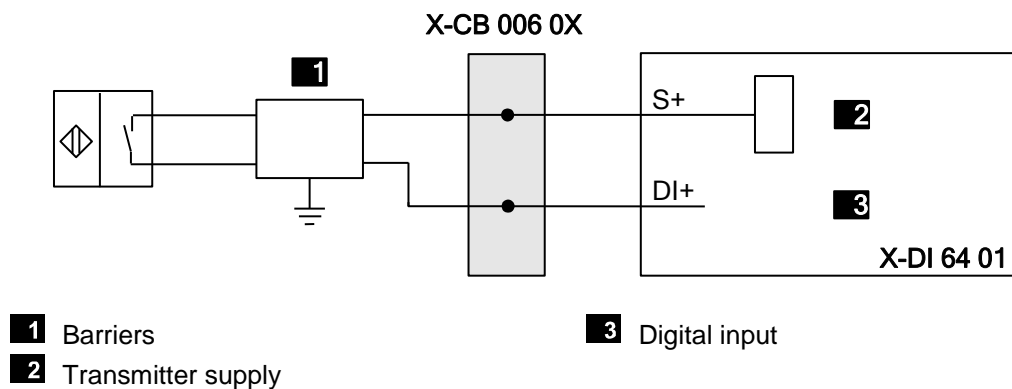 X-CB 006 0X
1
S+
2
DI+
3
X-DI 64 01
1 Barriers
3 Digital input
2 Transmitter supply